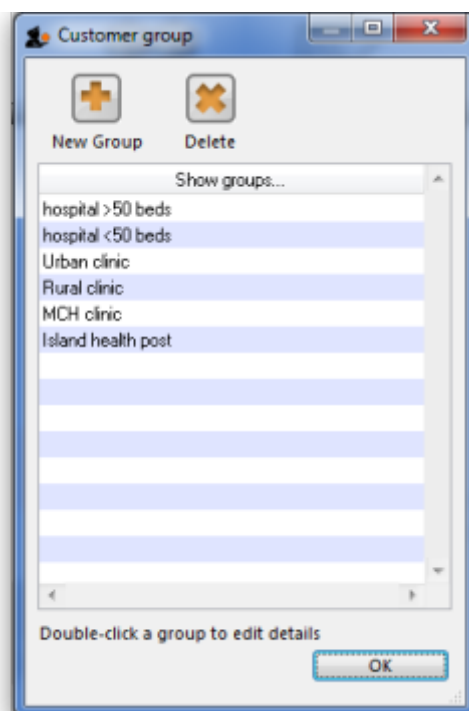 Customer group
New Group Delete
Show groups...
hospital >50 beds
hospital <50 beds
Urban clinic
Rural clinic
MCH clinic
Island health post
Double-click a group to edit details
OK